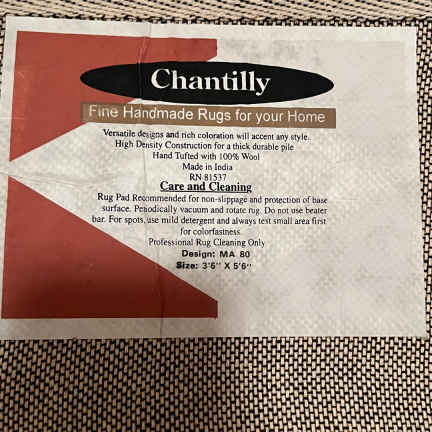 Chantilly
Fine Handmade Rugs for your Home
Versatile designs and rich coloration will accent any style.
High Density Construction for a thick durable pile
Hand Tufted with 100% Wool
Made in India
RN 81537
Care and Cleaning
Rug Pad Recommended for non-slippage and protection of base
surface. Periodically vacuum and rotate rug. Do not use beater
bar. For spots, use mild detergent and always test small area first
for colorfastness.
Professional Rug Cleaning Only
Design: MA 80
Size: 3'6" X 5'6"